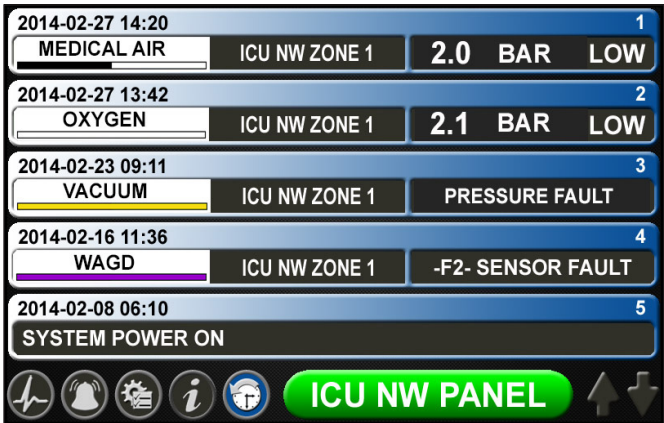 2014-02-27 14:20 1
MEDICAL AIR ICU NW ZONE 1 2.0 BAR LOW
2014-02-27 13:42 2
OXYGEN ICU NW ZONE 1 2.1 BAR LOW
2014-02-23 09:11 3
VACUUM ICU NW ZONE 1 PRESSURE FAULT
2014-02-16 11:36 4
WAGD ICU NW ZONE 1 -F2- SENSOR FAULT
2014-02-08 06:10 5
SYSTEM POWER ON
i ICU NW PANEL